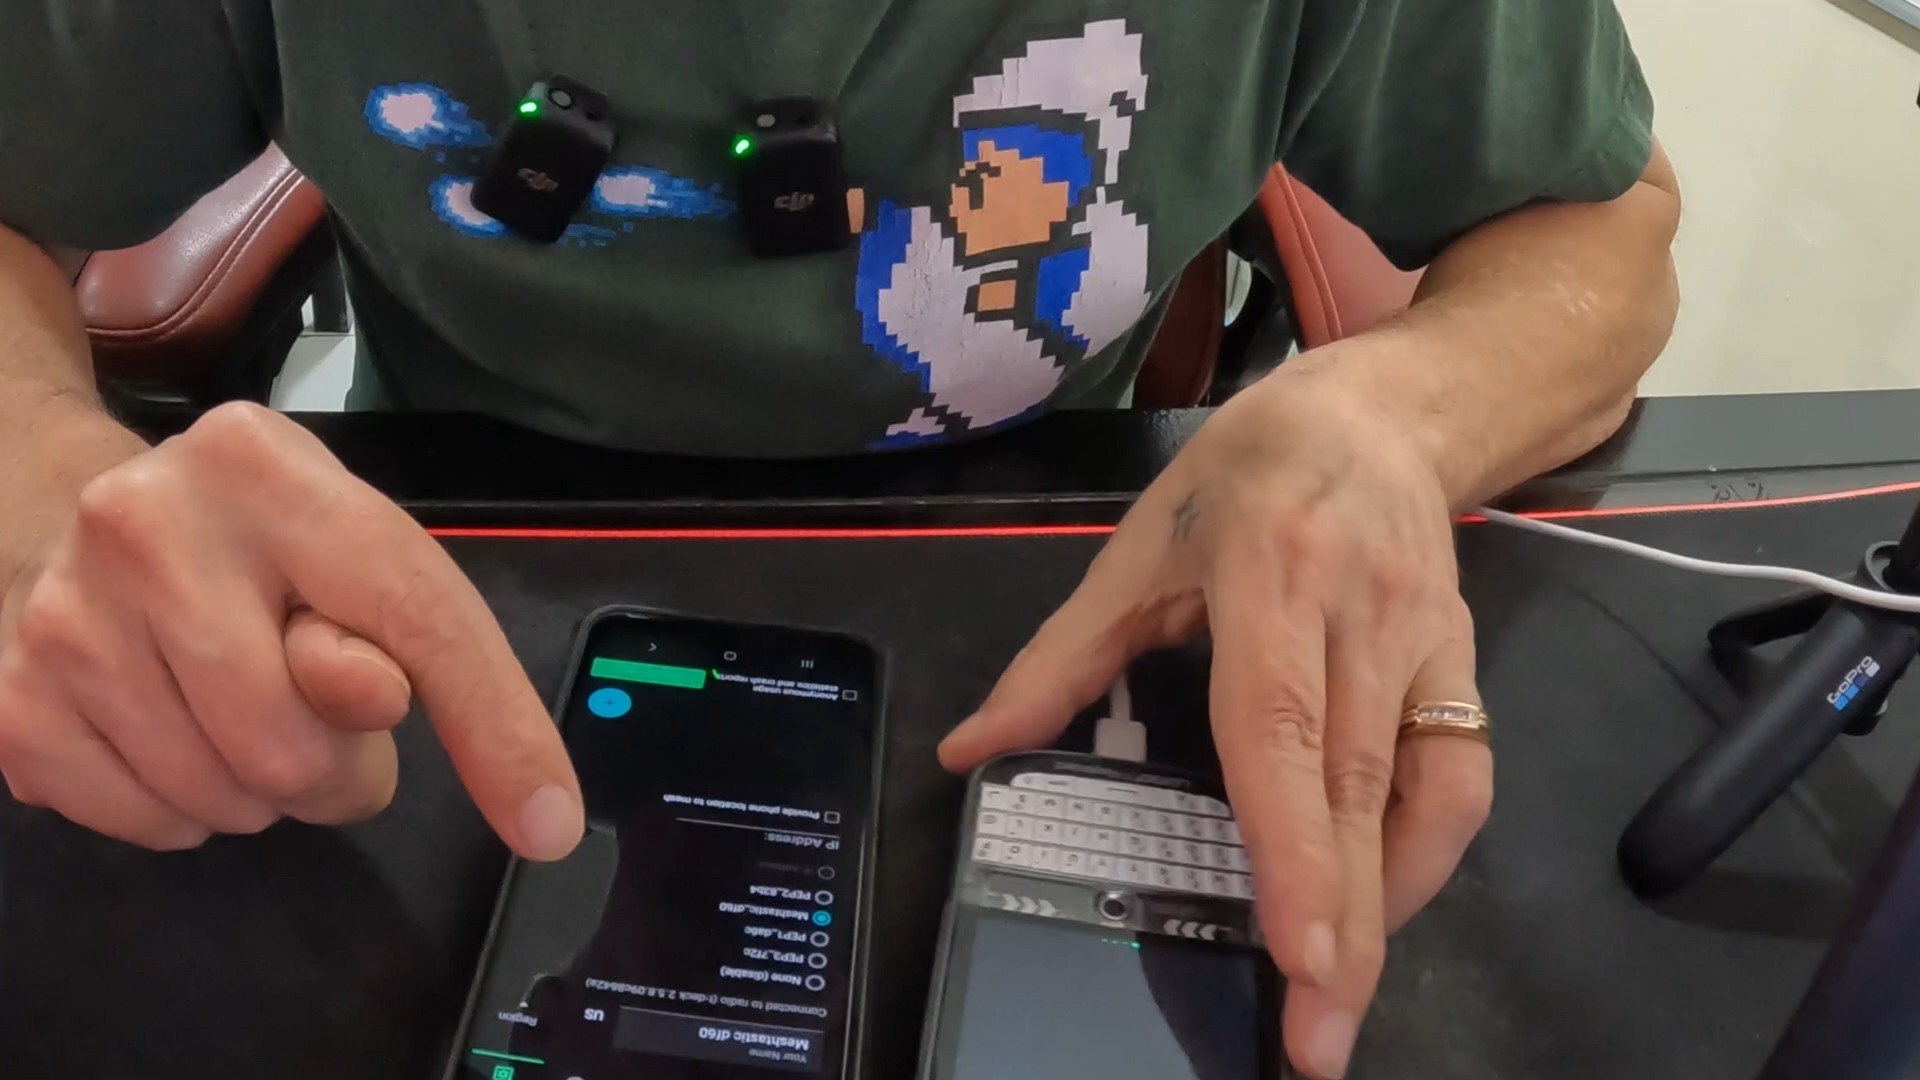 dji
dji
GoPro
Your Name
Meshtastic df60
Region
US
Connected to radio (t-deck 2.5.8.09c8642a)
None (disable)
PEP3_7f2c
PEP1_da6c
Meshtastic_df60
PEP2_83b4
IP Address:
Provide phone location to mesh
Anonymous usage
statistics and crash reports